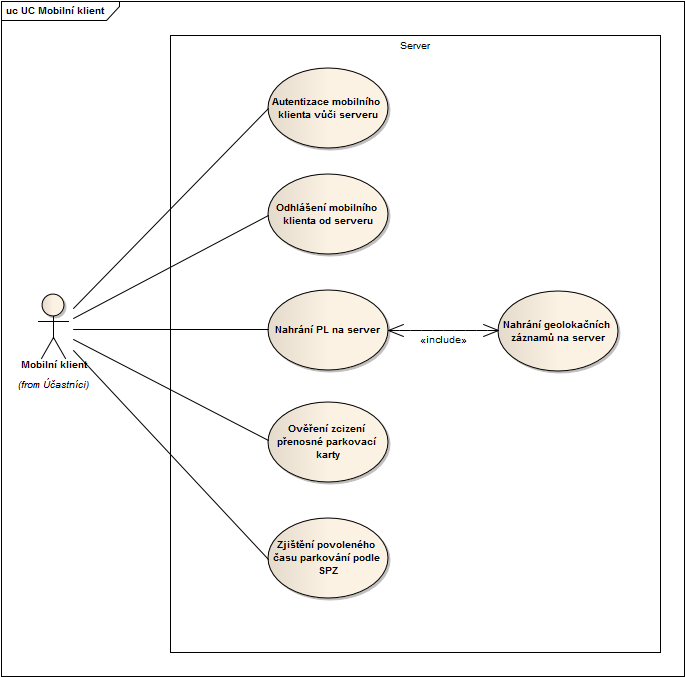 uc UC Mobilní klient
Server
Autentizace mobilního
klienta vůči serveru
Odhlášení mobilního
klienta od serveru
Nahrání PL na server
«include»
Nahrání geolokačních
záznamů na server
Mobilní klient
(from Účastníci)
Ověření zcizení
přenosné parkovací
karty
Zjištění povoleného
času parkování podle
SPZ